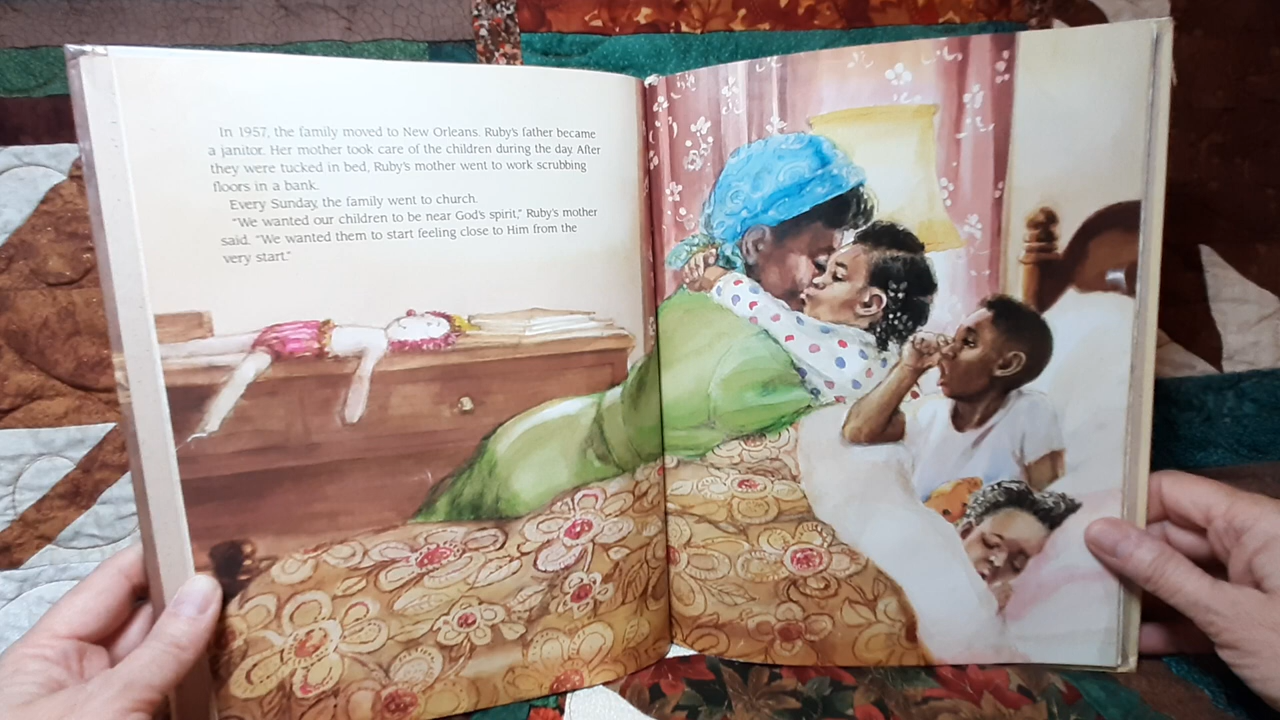 In 1957, the family moved to New Orleans. Ruby's father became
a janitor. Her mother took care of the children during the day. After
they were tucked in bed, Ruby's mother went to work scrubbing
floors in a bank.
Every Sunday, the family went to church.
"We wanted our children to be near God's spirit," Ruby's mother
said. "We wanted them to start feeling close to Him from the
very start."